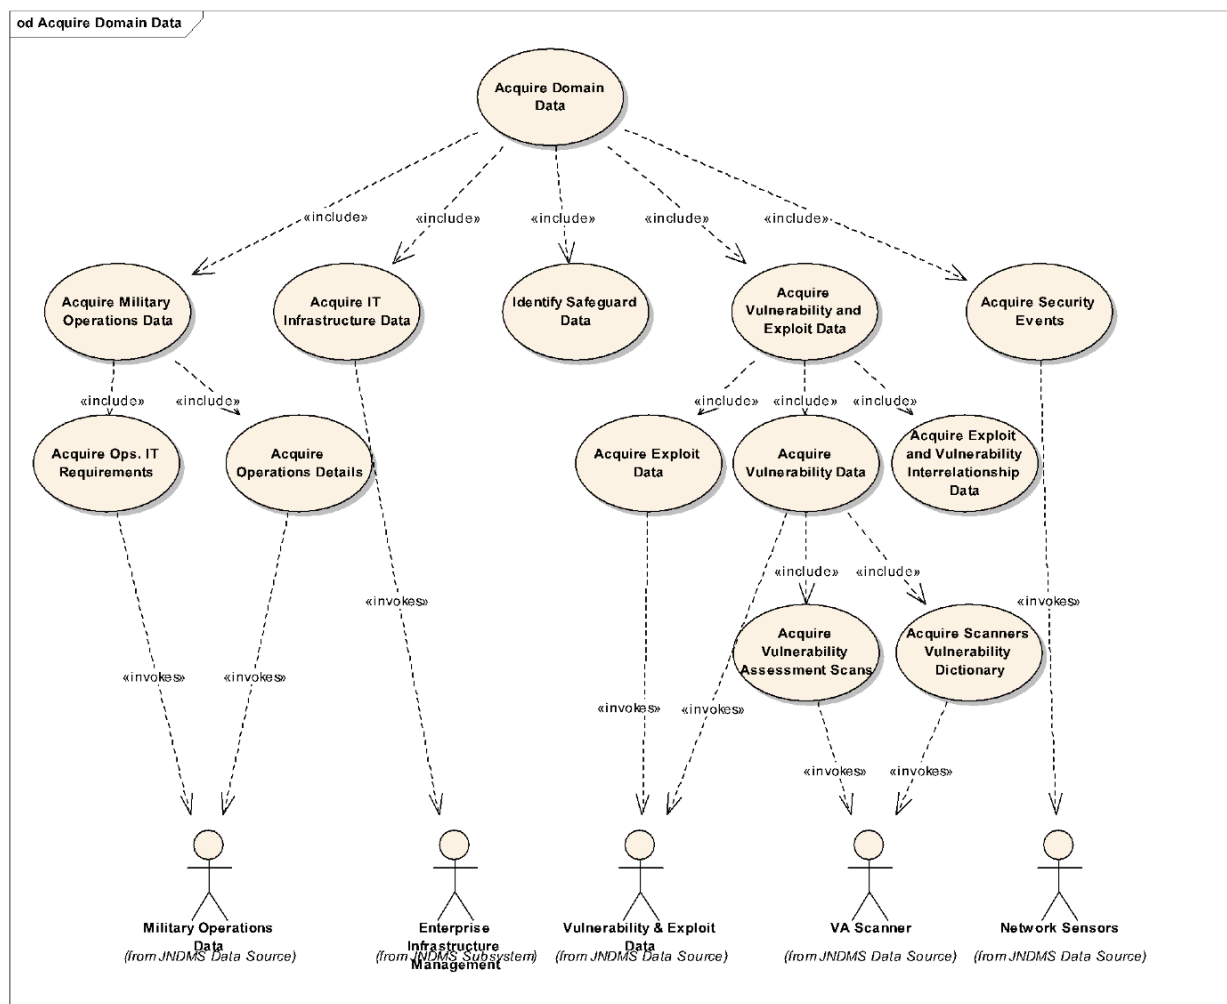 od Acquire Domain Data
Acquire Domain
Data
«include»
«include»
«include»
«include»
«include»
Acquire Military
Operations Data
Acquire IT
Infrastructure Data
Identify Safeguard
Data
Acquire
Vulnerability and
Exploit Data
Acquire Security
Events
«include»
«include»
«include»
«include»
«include»
Acquire Ops. IT
Requirements
Acquire
Operations Details
Acquire Exploit
Data
Acquire
Vulnerability Data
Acquire Exploit
and Vulnerability
Interrelationship
Data
«include»
«include»
«invokes»
«invokes»
Acquire
Vulnerability
Assessment Scans
Acquire Scanners
Vulnerability
Dictionary
«invokes»
«invokes»
«invokes»
«invokes»
«invokes»
«invokes»
Military Operations
Data
(from JNDMS Data Source)
Enterprise
Infrastructure
Management
(from JNDMS Subsystem)
Vulnerability & Exploit
Data
(from JNDMS Data Source)
VA Scanner
(from JNDMS Data Source)
Network Sensors
(from JNDMS Data Source)